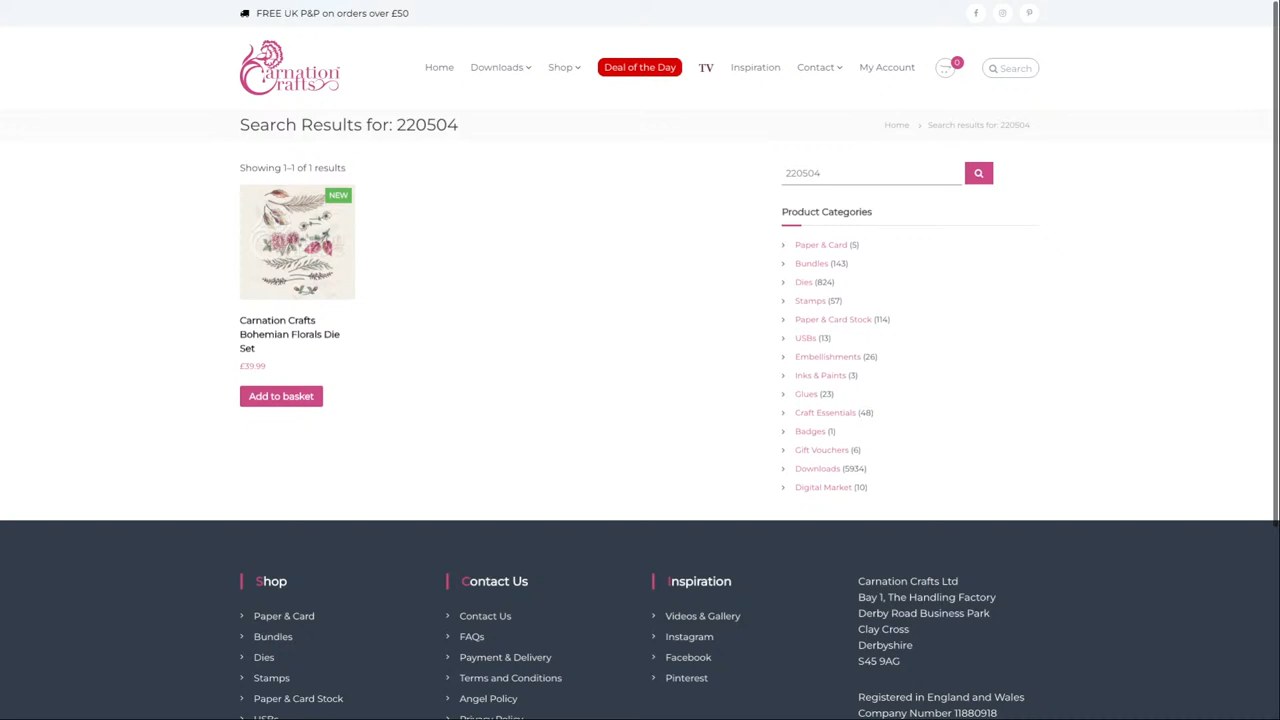 FREE UK P&P on orders over £50
Carnation Crafts
Home
Downloads
Shop
Deal of the Day
TV
Inspiration
Contact
My Account
0
Search
Search Results for: 220504
Home
Search results for: 220504
Showing 1–1 of 1 results
NEW
Carnation Crafts
Bohemian Florals Die
Set
£39.99
Add to basket
220504
Product Categories
Paper & Card (5)
Bundles (143)
Dies (824)
Stamps (57)
Paper & Card Stock (114)
USBs (13)
Embellishments (26)
Inks & Paints (3)
Glues (23)
Craft Essentials (48)
Badges (1)
Gift Vouchers (6)
Downloads (5934)
Digital Market (10)
Shop
Paper & Card
Bundles
Dies
Stamps
Paper & Card Stock
USBs
Contact Us
Contact Us
FAQs
Payment & Delivery
Terms and Conditions
Angel Policy
Privacy Policy
Inspiration
Videos & Gallery
Instagram
Facebook
Pinterest
Carnation Crafts Ltd
Bay 1, The Handling Factory
Derby Road Business Park
Clay Cross
Derbyshire
S45 9AG
Registered in England and Wales
Company Number 11880918